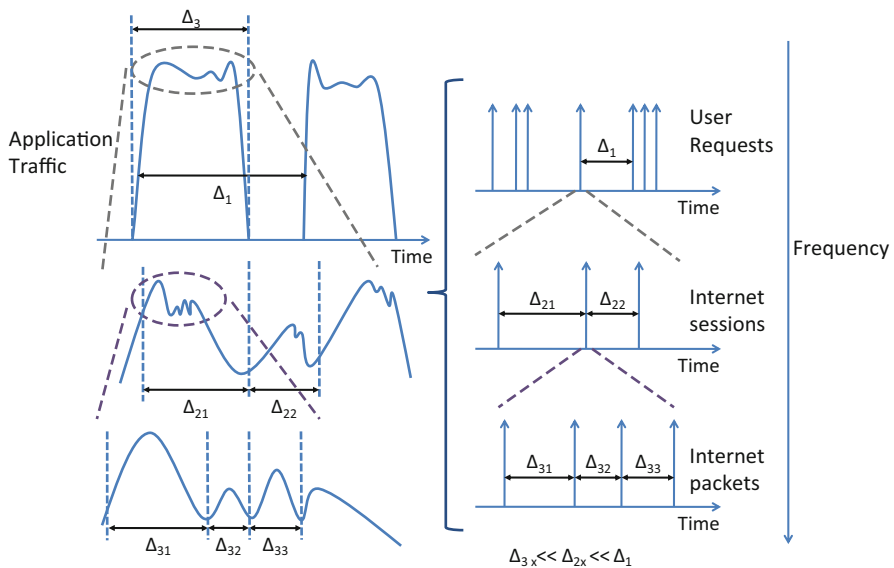 Δ3
Application
Traffic
Δ1
Time
Δ21
Δ22
Δ31
Δ32
Δ33
User
Requests
Δ1
Time
Frequency
Internet
sessions
Δ21
Δ22
Time
Internet
packets
Δ31
Δ32
Δ33
Time
Δ3 x << Δ2x << Δ1